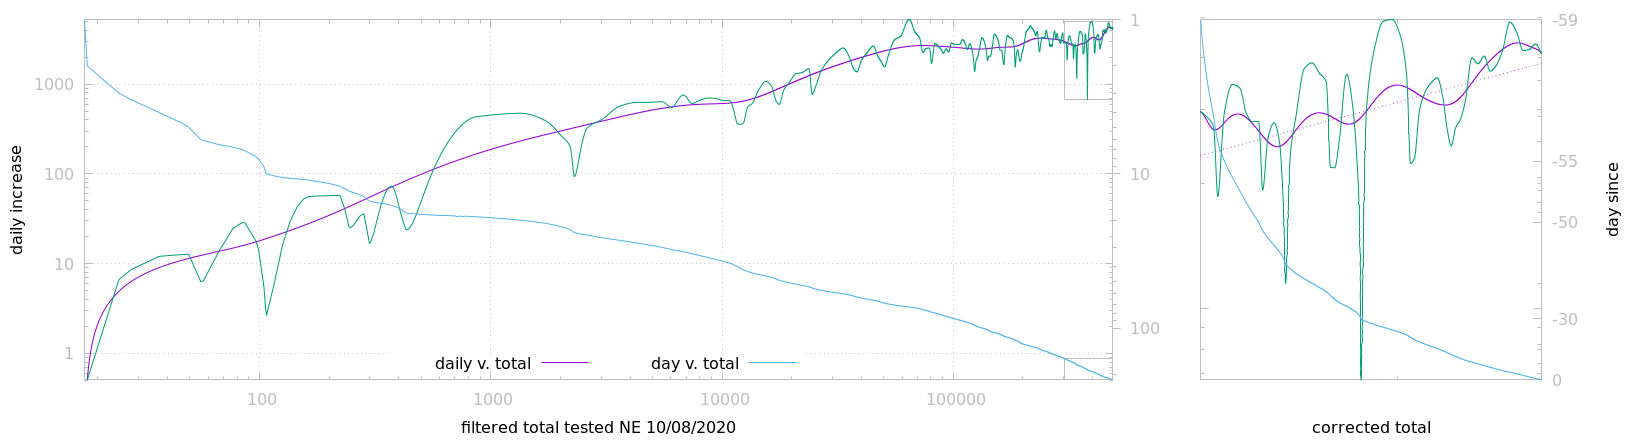 daily increase
1000
100
10
1
100
1000
10000
100000
filtered total tested NE 10/08/2020
daily v. total
day v. total
1
10
100
-59
-55
-50
-30
0
day since
corrected total